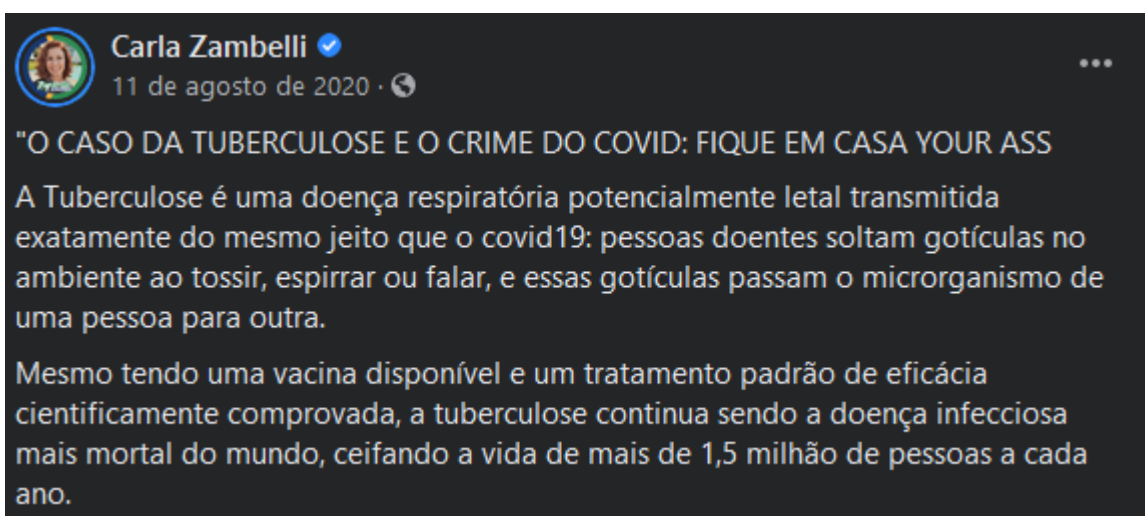 Carla Zambelli
11 de agosto de 2020 ·
"O CASO DA TUBERCULOSE E O CRIME DO COVID: FIQUE EM CASA YOUR ASS
A Tuberculose é uma doença respiratória potencialmente letal transmitida
exatamente do mesmo jeito que o covid19: pessoas doentes soltam gotículas no
ambiente ao tossir, espirrar ou falar, e essas gotículas passam o microrganismo de
uma pessoa para outra.
Mesmo tendo uma vacina disponível e um tratamento padrão de eficácia
cientificamente comprovada, a tuberculose continua sendo a doença infecciosa
mais mortal do mundo, ceifando a vida de mais de 1,5 milhão de pessoas a cada
ano.